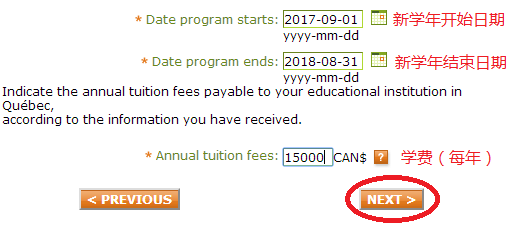 * Date program starts: 2017-09-01 新学年开始日期
yyyy-mm-dd
* Date program ends: 2018-08-31 新学年结束日期
yyyy-mm-dd
Indicate the annual tuition fees payable to your educational institution in
Québec,
according to the information you have received.
* Annual tuition fees: 15000 CAN$ ? 学费（每年）
< PREVIOUS NEXT >